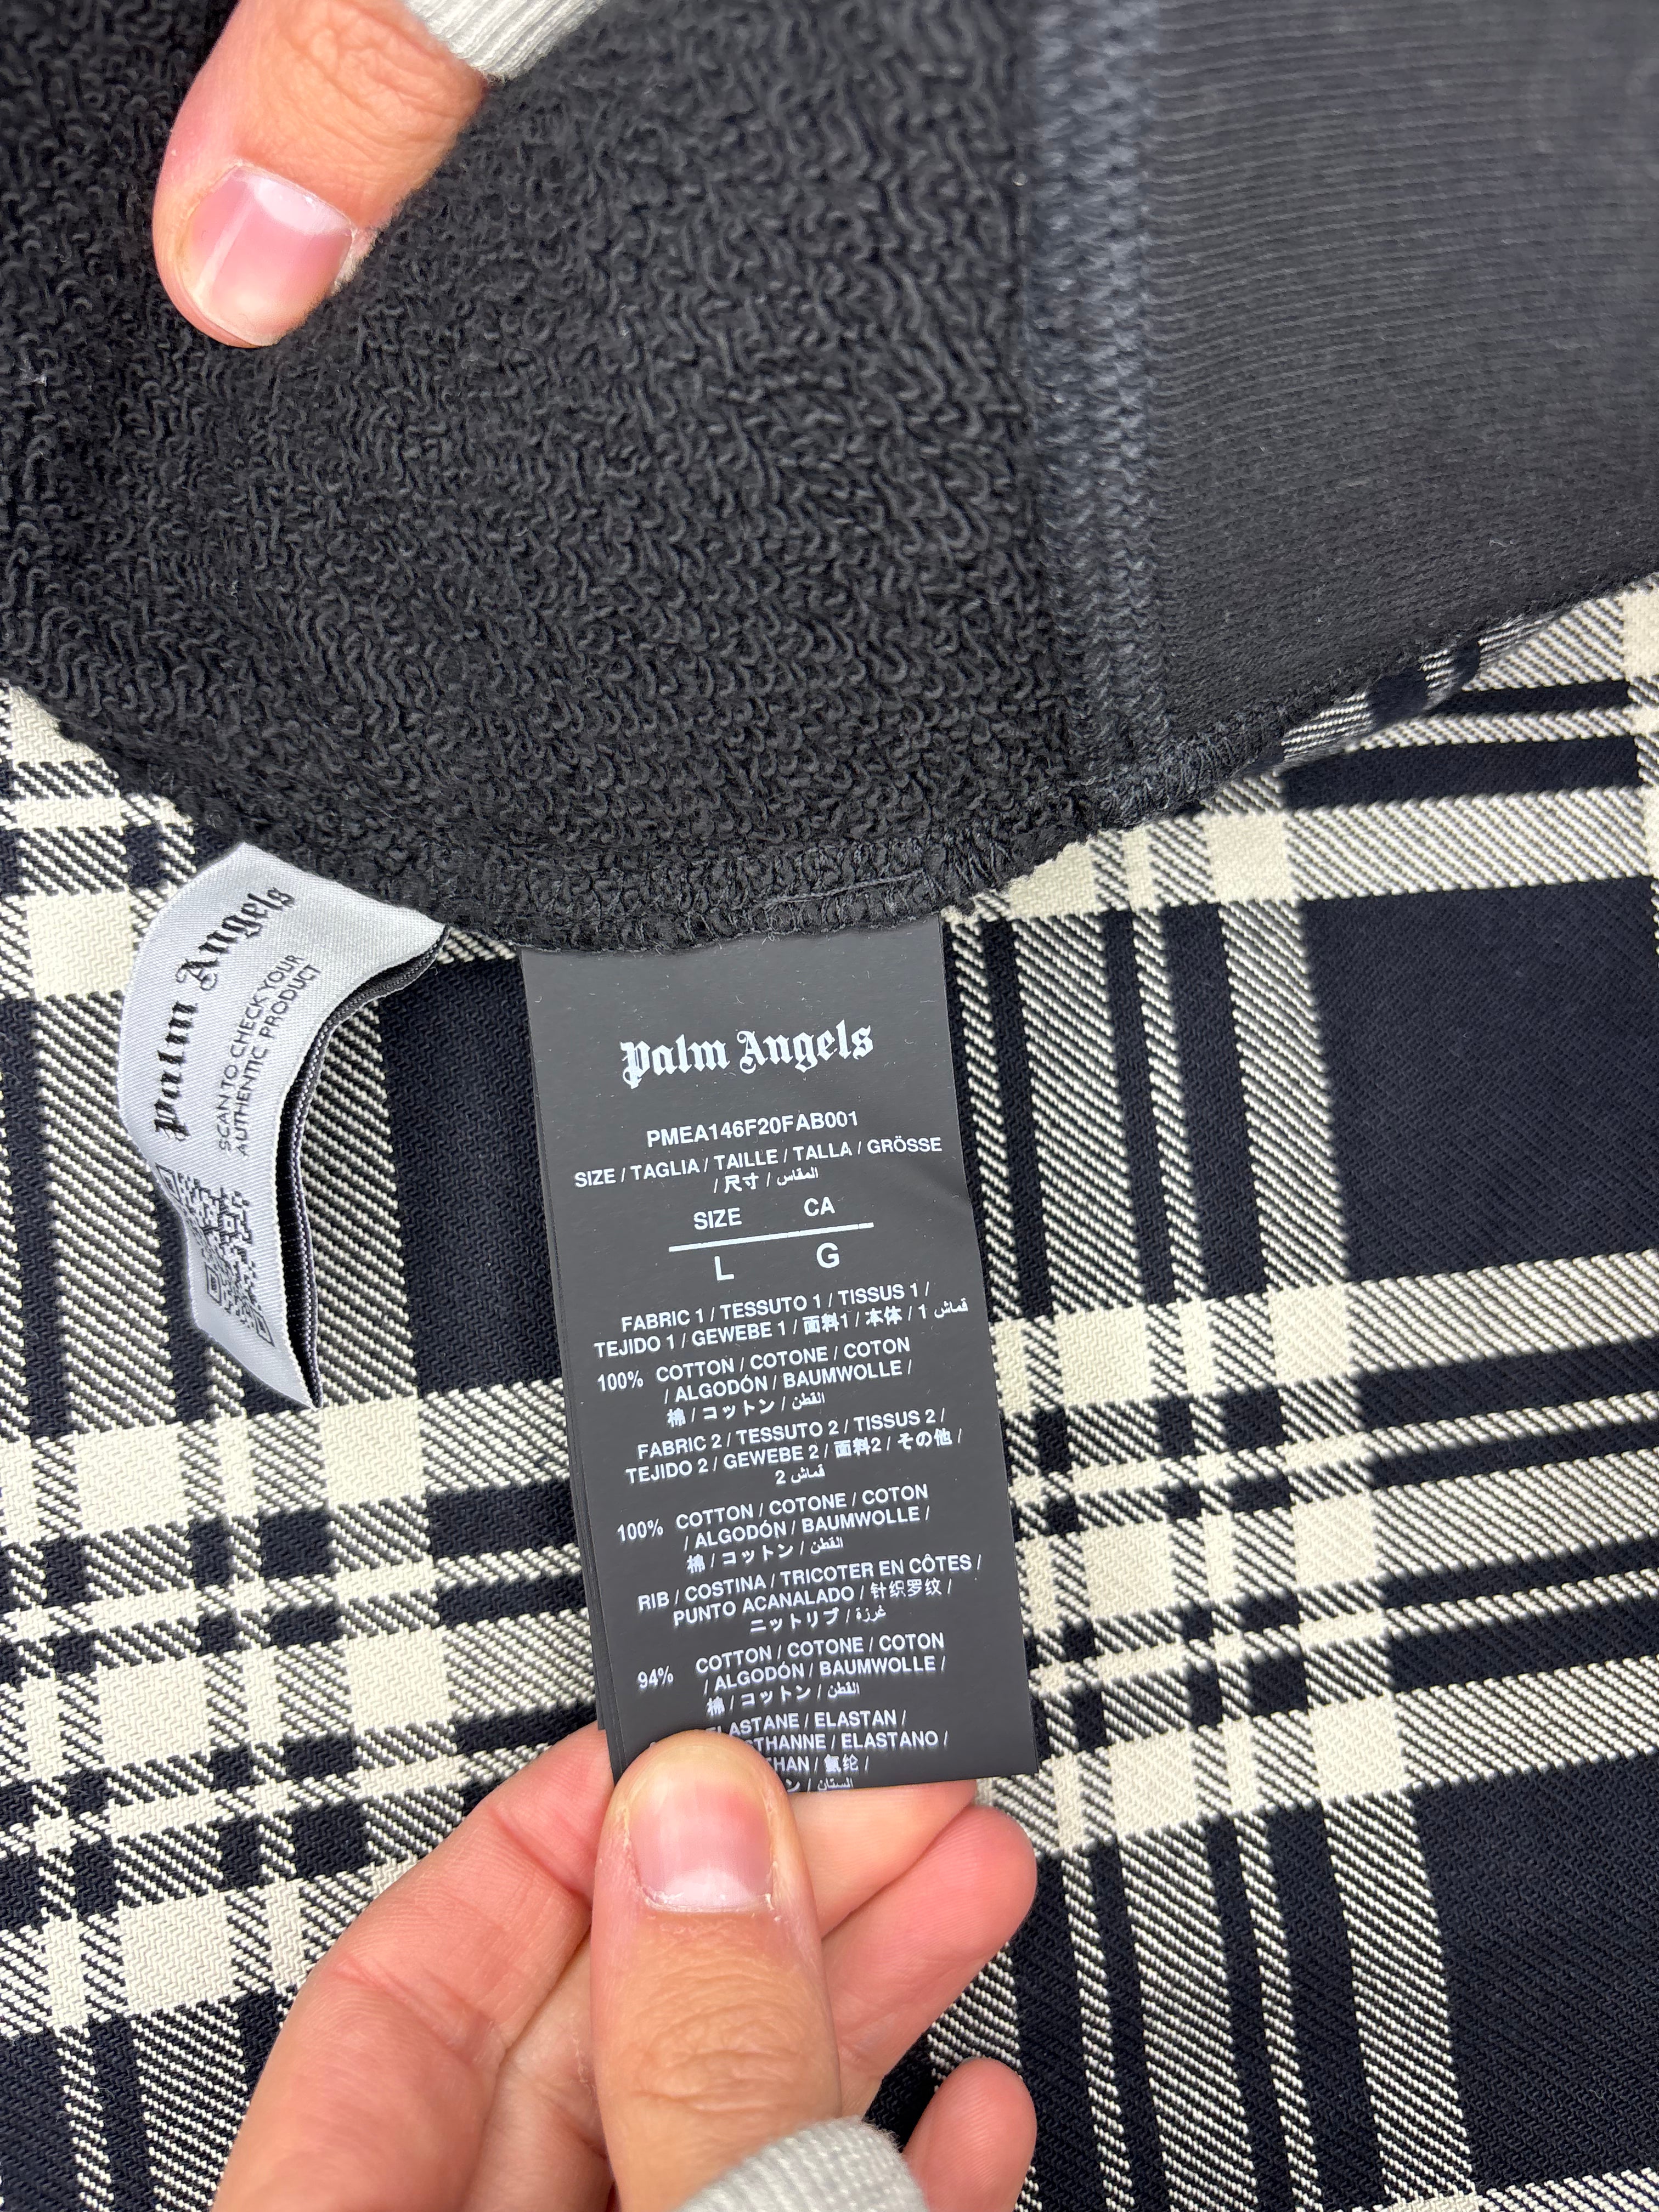 Palm Angels
SCAN TO CHECK YOUR
AUTHENTIC PRODUCT
Palm Angels
PMEA146F20FAB001
SIZE / TAGLIA / TAILLE / TALLA / GRÖSSE
/ 尺寸 / المقاس
SIZE CA
L G
FABRIC 1 / TESSUTO 1 / TISSUS 1 /
TEJIDO 1 / GEWEBE 1 / 面料1 / 本体 / قماش 1
100% COTTON / COTONE / COTON
/ ALGODÓN / BAUMWOLLE /
棉 / コットン / القطن
FABRIC 2 / TESSUTO 2 / TISSUS 2 /
TEJIDO 2 / GEWEBE 2 / 面料2 / その他 /
قماش 2
100% COTTON / COTONE / COTON
/ ALGODÓN / BAUMWOLLE /
棉 / コットン / القطن
RIB / COSTINA / TRICOTER EN CÔTES /
PUNTO ACANALADO / 针织罗纹 /
ニットリブ / غرزة
94% COTTON / COTONE / COTON
/ ALGODÓN / BAUMWOLLE /
棉 / コットン / القطن
/ ELASTAN /
/ ELASTANO /
/ 氨纶 /
/ الستان